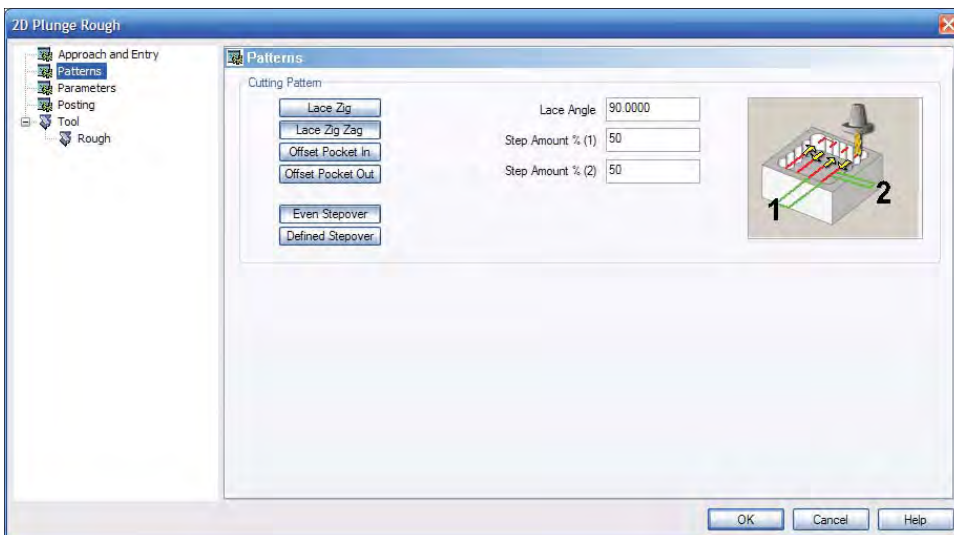 2D Plunge Rough
Approach and Entry
Patterns
Parameters
Posting
Tool
Rough
Patterns
Cutting Pattern
Lace Zig
Lace Zig Zag
Offset Pocket In
Offset Pocket Out
Even Stepover
Defined Stepover
Lace Angle 90.0000
Step Amount % (1) 50
Step Amount % (2) 50
1
2
OK Cancel Help